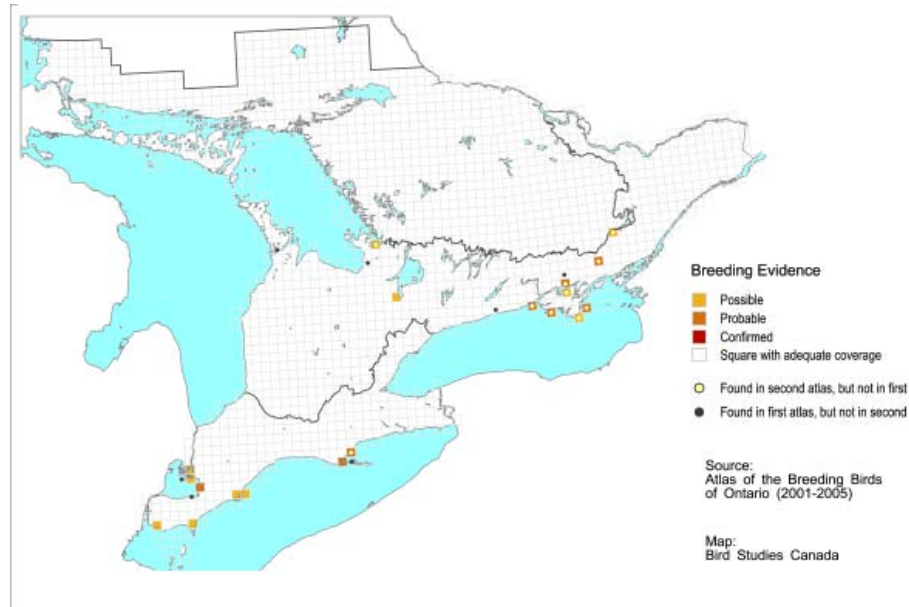 Breeding Evidence
Possible
Probable
Confirmed
Square with adequate coverage
Found in second atlas, but not in first
Found in first atlas, but not in second
Source:
Atlas of the Breeding Birds
of Ontario (2001-2005)
Map:
Bird Studies Canada